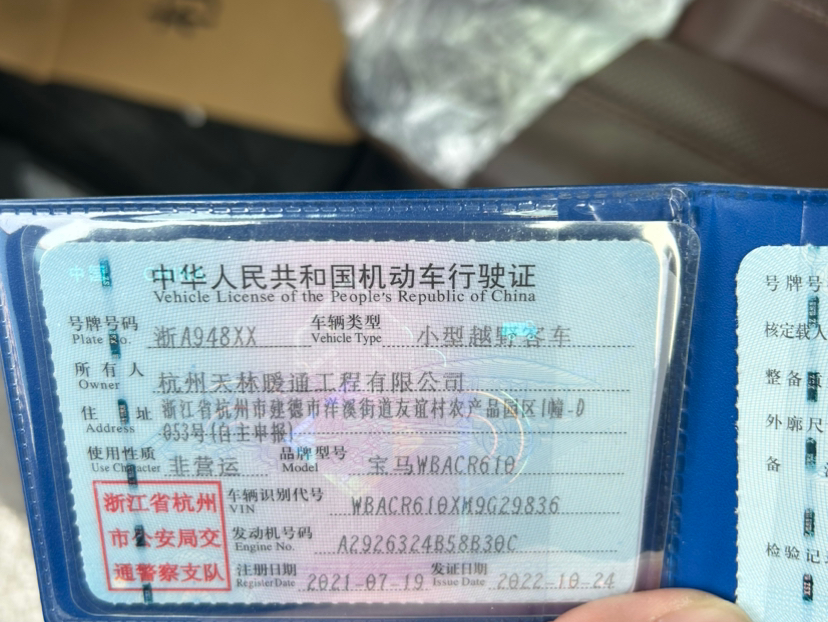 中华人民共和国机动车行驶证
Vehicle License of the People's Republic of China
号牌号码 浙A948XX 车辆类型 小型越野客车
Plate No. Vehicle Type
所有人 杭州天林暖通工程有限公司
Owner
住址 浙江省杭州市建德市洋溪街道友谊村农产品园区1幢-D
Address 053号(自主申报)
使用性质 非营运 品牌型号 宝马WBACR610
Use Character Model
浙江省杭州
市公安局交
通警察支队
车辆识别代号 WBACR610XM9G29836
VIN
发动机号码 A2926324B58B30C
Engine No.
注册日期 2021-07-19 发证日期 2022-10-24
Register Date Issue Date
号牌号
核定载人
整备
外廓尺
备
检验记